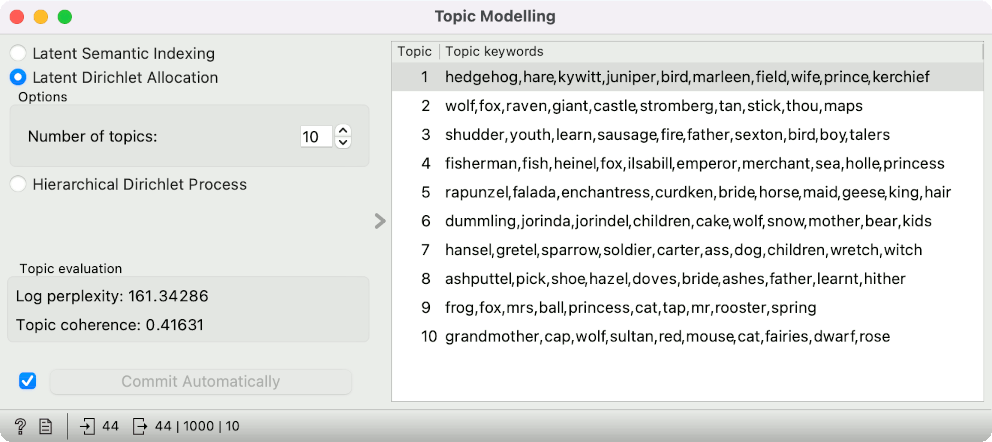 Topic Modelling
Latent Semantic Indexing
Latent Dirichlet Allocation
Options
Number of topics: 10
Hierarchical Dirichlet Process
Topic evaluation
Log perplexity: 161.34286
Topic coherence: 0.41631
Commit Automatically
Topic Topic keywords
1 hedgehog,hare,kywitt,juniper,bird,marleen,field,wife,prince,kerchief
2 wolf,fox,raven,giant,castle,stromberg,tan,stick,thou,maps
3 shudder,youth,learn,sausage,fire,father,sexton,bird,boy,talers
4 fisherman,fish,heinel,fox,ilsabill,emperor,merchant,sea,holle,princess
5 rapunzel,falada,enchantress,curdken,bride,horse,maid,geese,king,hair
6 dummling,jorinda,jorindel,children,cake,wolf,snow,mother,bear,kids
7 hansel,gretel,sparrow,soldier,carter,ass,dog,children,wretch,witch
8 ashputtel,pick,shoe,hazel,doves,bride,ashes,father,learnt,hither
9 frog,fox,mrs,ball,princess,cat,tap,mr,rooster,spring
10 grandmother,cap,wolf,sultan,red,mouse,cat,fairies,dwarf,rose
? 44 44 | 1000 | 10